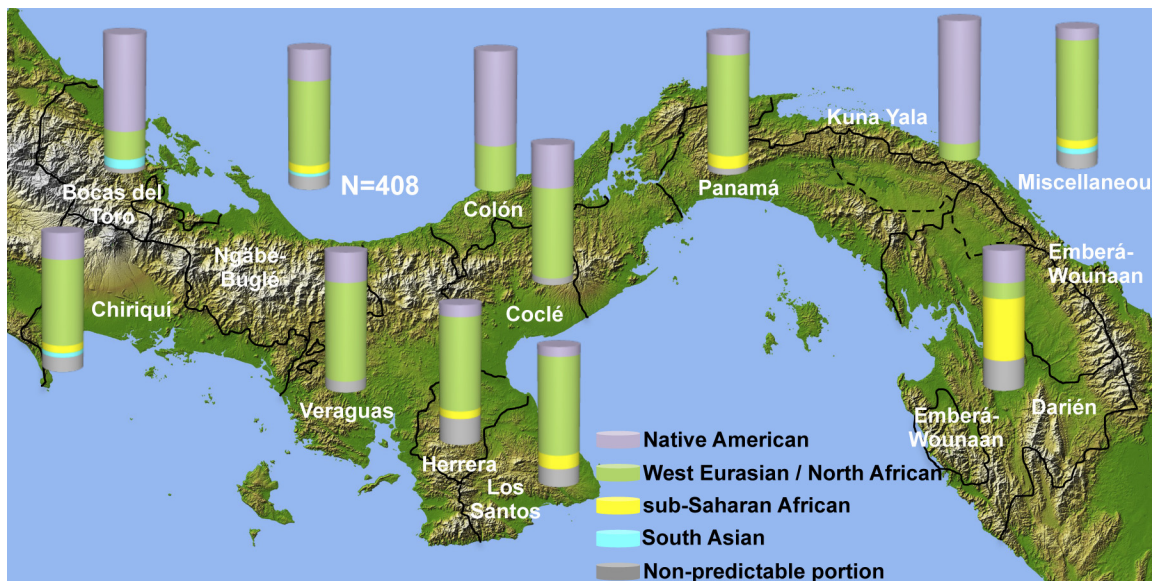 Kuna Yala
Bocas del
Toro
N=408
Colón
Panamá
Miscellaneou
Ngäbe-
Buglé
Emberá-
Wounaan
Chiriquí
Coclé
Veraguas
Herrera
Los
Sántos
Emberá-
Wounaan
Darién
Native American
West Eurasian / North African
sub-Saharan African
South Asian
Non-predictable portion